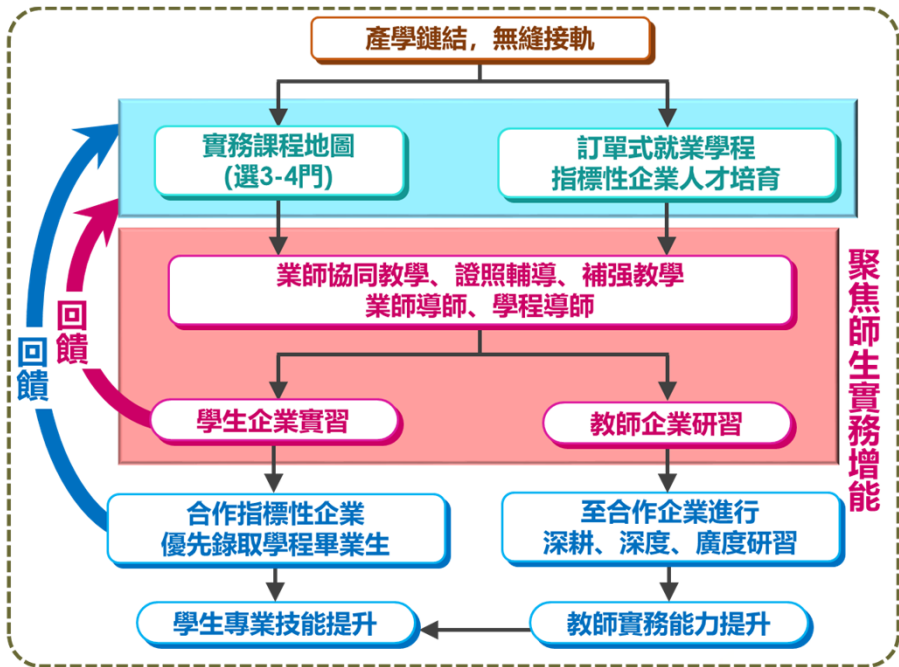 產學鏈結，無縫接軌
實務課程地圖
(選3-4門)
訂單式就業學程
指標性企業人才培育
業師協同教學、證照輔導、補强教學
業師導師、學程導師
聚焦師生實務增能
回饋
回饋
學生企業實習
教師企業研習
合作指標性企業
優先錄取學程畢業生
至合作企業進行
深耕、深度、廣度研習
學生專業技能提升
教師實務能力提升